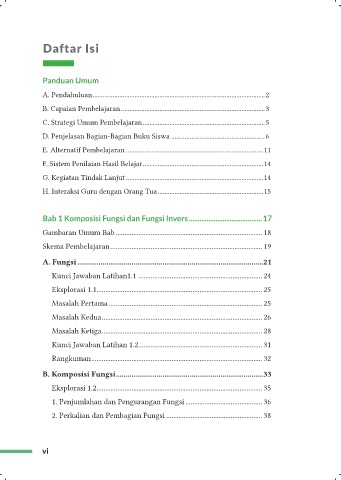 Daftar Isi
Panduan Umum
A. Pendahuluan 2
B. Capaian Pembelajaran 3
C. Strategi Umum Pembelajaran 5
D. Penjelasan Bagian-Bagian Buku Siswa 6
E. Alternatif Pembelajaran 11
F. Sistem Penilaian Hasil Belajar 14
G. Kegiatan Tindak Lanjut 14
H. Interaksi Guru dengan Orang Tua 15
Bab 1 Komposisi Fungsi dan Fungsi Invers 17
Gambaran Umum Bab 18
Skema Pembelajaran 19
A. Fungsi 21
Kunci Jawaban Latihan1.1 24
Eksplorasi 1.1 25
Masalah Pertama 25
Masalah Kedua 26
Masalah Ketiga 28
Kunci Jawaban Latihan 1.2 31
Rangkuman 32
B. Komposisi Fungsi 33
Eksplorasi 1.2 35
1. Penjumlahan dan Pengurangan Fungsi 36
2. Perkalian dan Pembagian Fungsi 38
vi